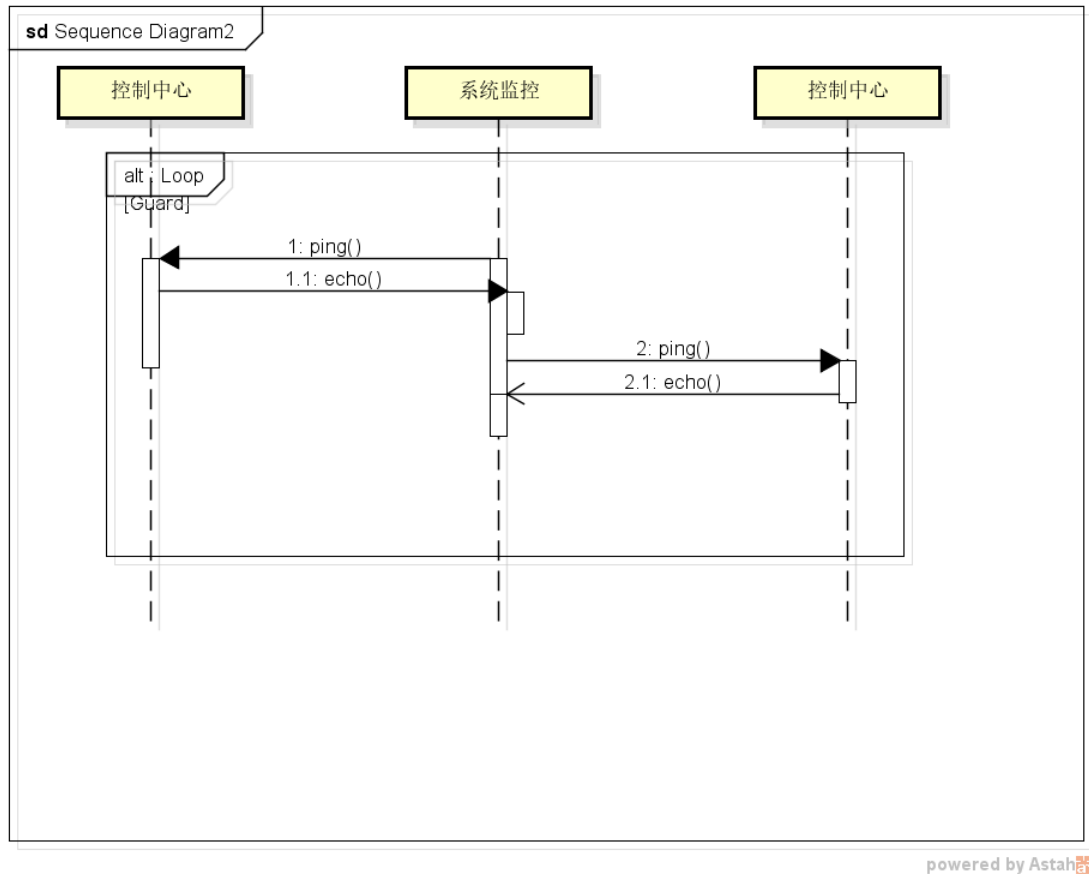 sd Sequence Diagram2
控制中心
系统监控
控制中心
alt : Loop
[Guard]
1: ping()
1.1: echo()
2: ping()
2.1: echo()
powered by Astah